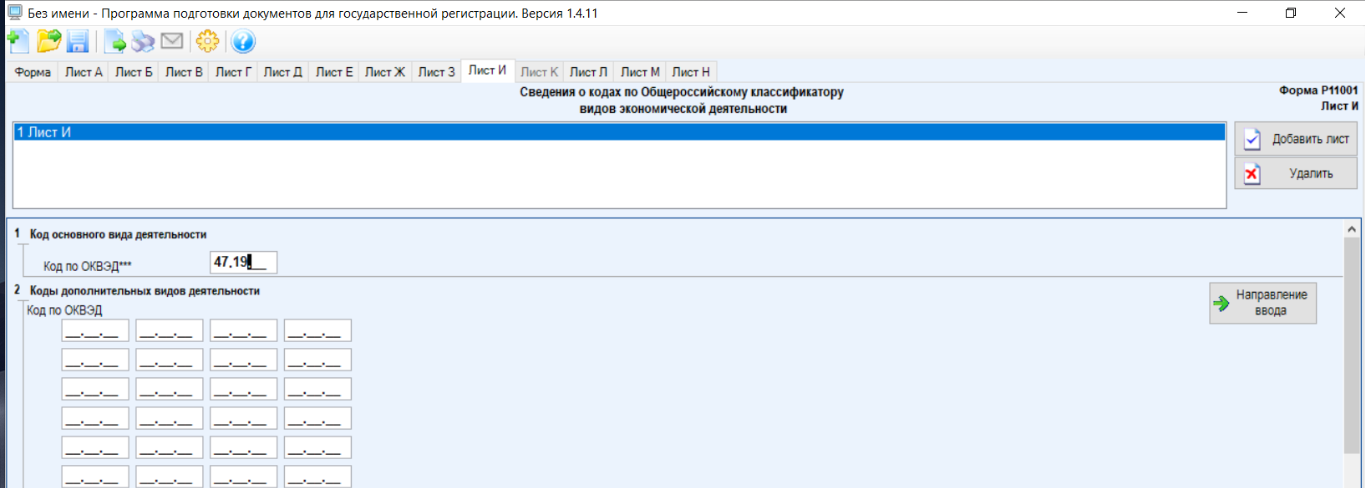 Без имени - Программа подготовки документов для государственной регистрации. Версия 1.4.11
Форма Лист А Лист Б Лист В Лист Г Лист Д Лист Е Лист Ж Лист З Лист И Лист К Лист Л Лист М Лист Н
Сведения о кодах по Общероссийскому классификатору
видов экономической деятельности
Форма Р11001
Лист И
1 Лист И
Добавить лист
Удалить
1 Код основного вида деятельности
Код по ОКВЭД***
47.19.__
2 Коды дополнительных видов деятельности
Направление
ввода
Код по ОКВЭД
__.__.__ __.__.__ __.__.__ __.__.__
__.__.__ __.__.__ __.__.__ __.__.__
__.__.__ __.__.__ __.__.__ __.__.__
__.__.__ __.__.__ __.__.__ __.__.__
__.__.__ __.__.__ __.__.__ __.__.__
__.__.__ __.__.__ __.__.__ __.__.__